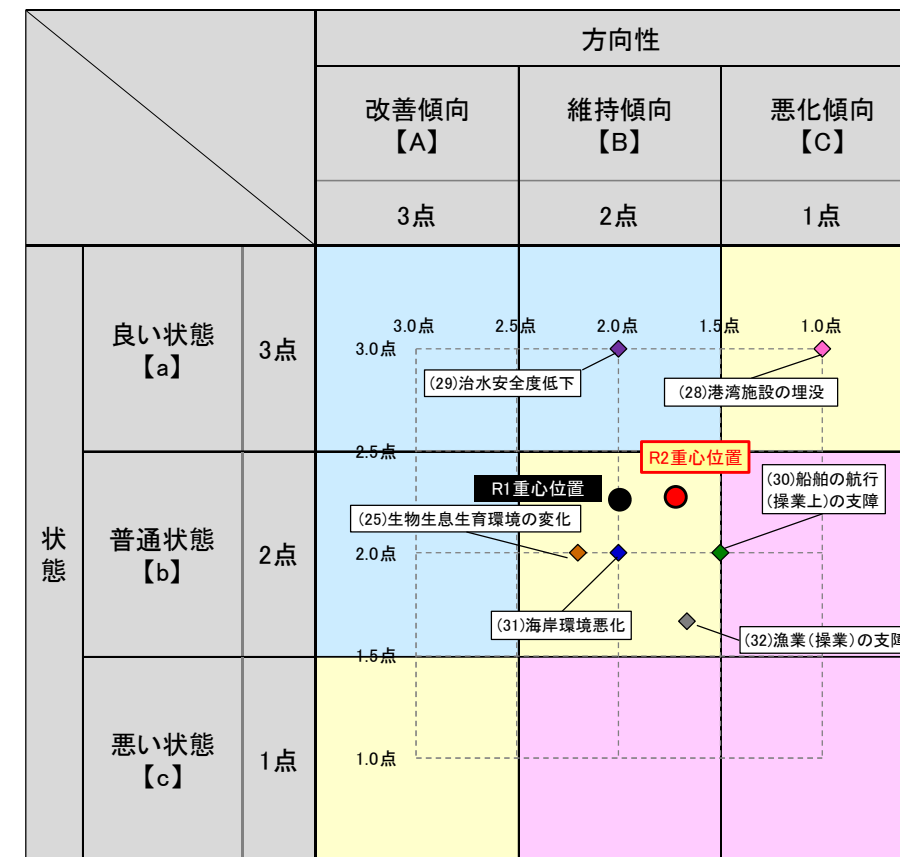 方向性
改善傾向
【A】
維持傾向
【B】
悪化傾向
【C】
3点
2点
1点
状態
良い状態
【a】
3点
普通状態
【b】
2点
悪い状態
【c】
1点
3.0点
2.5点
2.0点
1.5点
1.0点
3.0点
(29)治水安全度低下
(28)港湾施設の埋没
2.5点
R2重心位置
R1重心位置
(30)船舶の航行
(操業上)の支障
(25)生物生息生育環境の変化
2.0点
(31)海岸環境悪化
(32)漁業(操業)の支障
1.5点
1.0点